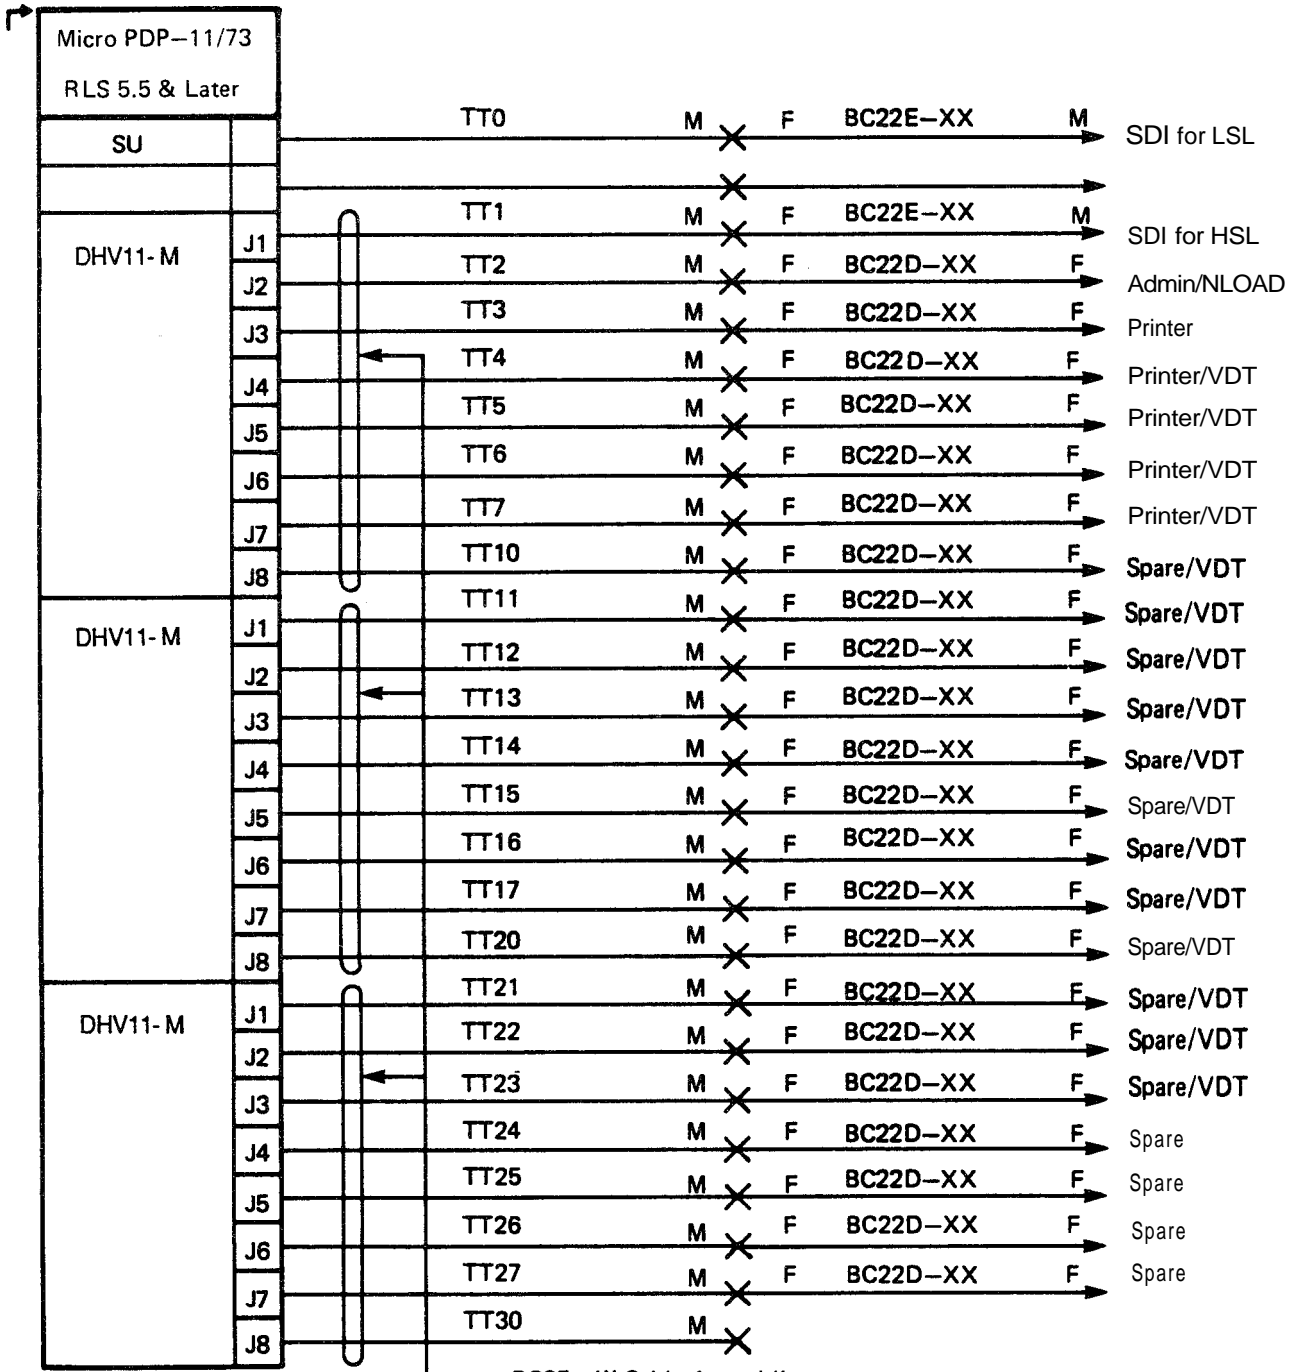 Micro PDP–11/73
RLS 5.5 & Later
SU TT0 M F BC22E–XX M SDI for LSL
DHV11-M J1 TT1 M F BC22E–XX M SDI for HSL
J2 TT2 M F BC22D–XX F Admin/NLOAD
J3 TT3 M F BC22D–XX F Printer
J4 TT4 M F BC22D–XX F Printer/VDT
J5 TT5 M F BC22D–XX F Printer/VDT
J6 TT6 M F BC22D–XX F Printer/VDT
J7 TT7 M F BC22D–XX F Printer/VDT
J8 TT10 M F BC22D–XX F Spare/VDT
DHV11-M J1 TT11 M F BC22D–XX F Spare/VDT
J2 TT12 M F BC22D–XX F Spare/VDT
J3 TT13 M F BC22D–XX F Spare/VDT
J4 TT14 M F BC22D–XX F Spare/VDT
J5 TT15 M F BC22D–XX F Spare/VDT
J6 TT16 M F BC22D–XX F Spare/VDT
J7 TT17 M F BC22D–XX F Spare/VDT
J8 TT20 M F BC22D–XX F Spare/VDT
DHV11-M J1 TT21 M F BC22D–XX F Spare/VDT
J2 TT22 M F BC22D–XX F Spare/VDT
J3 TT23 M F BC22D–XX F Spare/VDT
J4 TT24 M F BC22D–XX F Spare
J5 TT25 M F BC22D–XX F Spare
J6 TT26 M F BC22D–XX F Spare
J7 TT27 M F BC22D–XX F Spare
J8 TT30 M